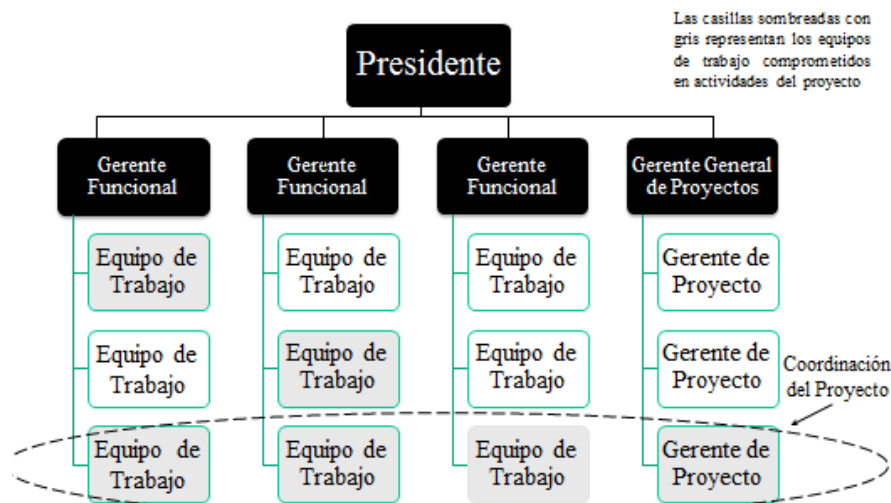 Las casillas sombreadas con
gris representan los equipos
de trabajo comprometidos
en actividades del proyecto
Presidente
Gerente
Funcional
Gerente
Funcional
Gerente
Funcional
Gerente General
de Proyectos
Equipo de
Trabajo
Equipo de
Trabajo
Equipo de
Trabajo
Gerente de
Proyecto
Equipo de
Trabajo
Equipo de
Trabajo
Equipo de
Trabajo
Gerente de
Proyecto
Coordinación
del Proyecto
Equipo de
Trabajo
Equipo de
Trabajo
Equipo de
Trabajo
Gerente de
Proyecto